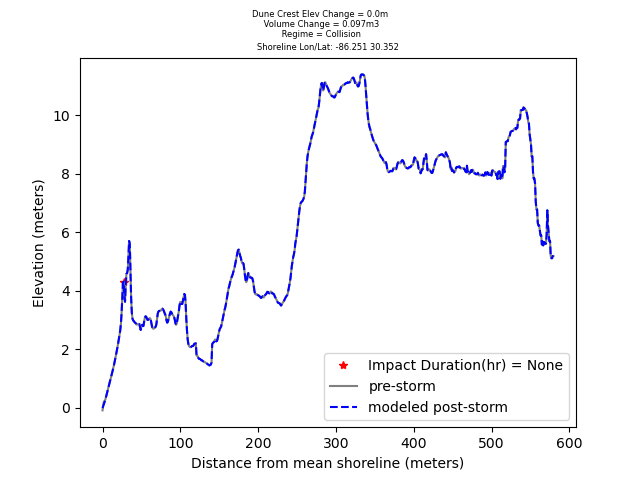 Dune Crest Elev Change = 0.0m
Volume Change = 0.097m3
Regime = Collision
Shoreline Lon/Lat: -86.251 30.352
10
8
6
4
2
0
Elevation (meters)
Impact Duration(hr) = None
pre-storm
modeled post-storm
0 100 200 300 400 500 600
Distance from mean shoreline (meters)